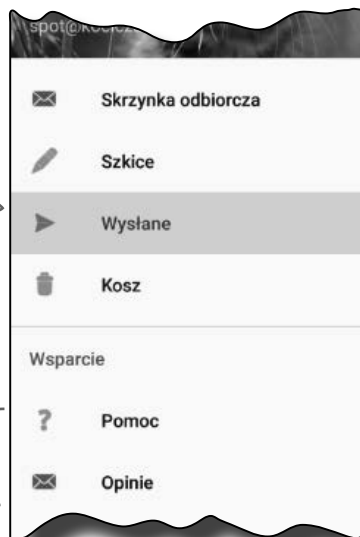 Skrzynka odbiorcza
Szkice
Wysłane
Kosz
Wsparcie
Pomoc
Opinie